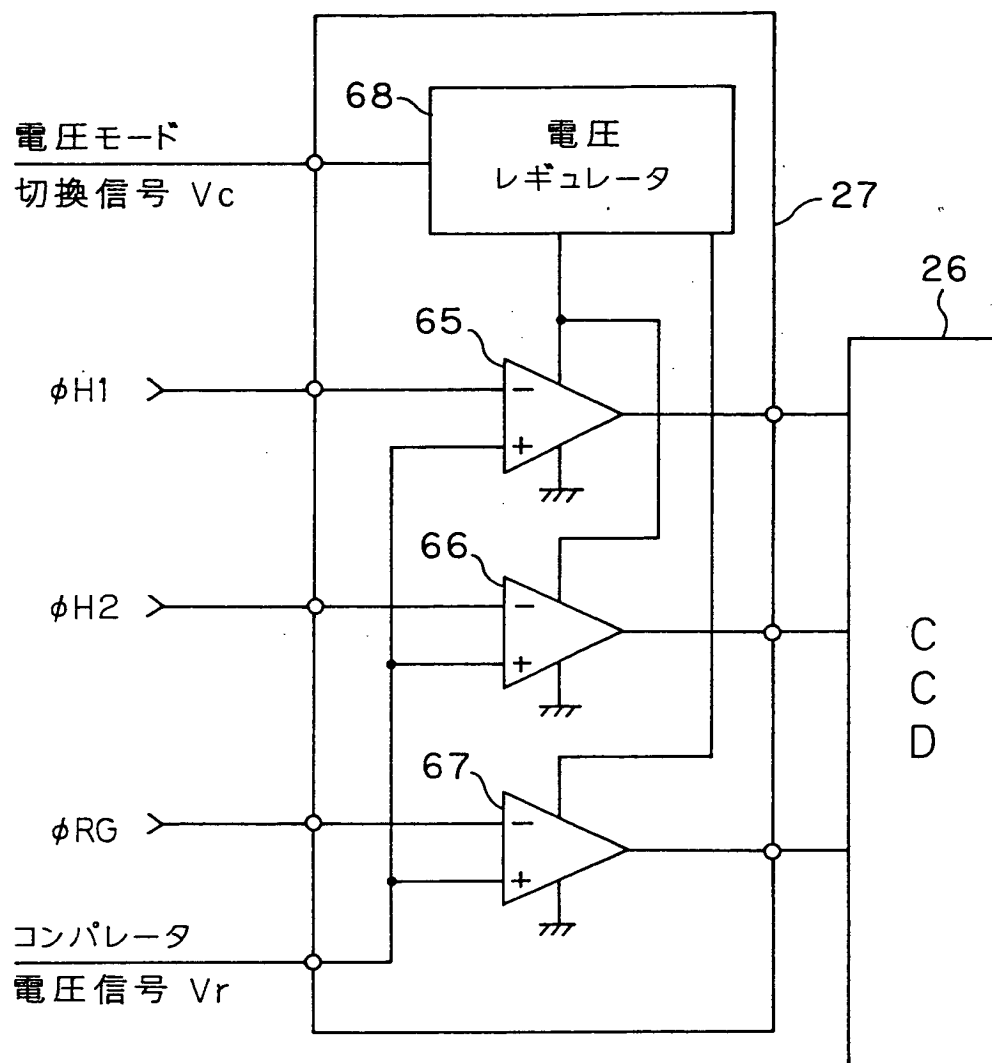 68
電圧
レギュレータ
電圧モード
切換信号 Vc
27
26
65
φH1
−
+
66
φH2
−
+
CCD
67
φRG
−
+
コンパレータ
電圧信号 Vr